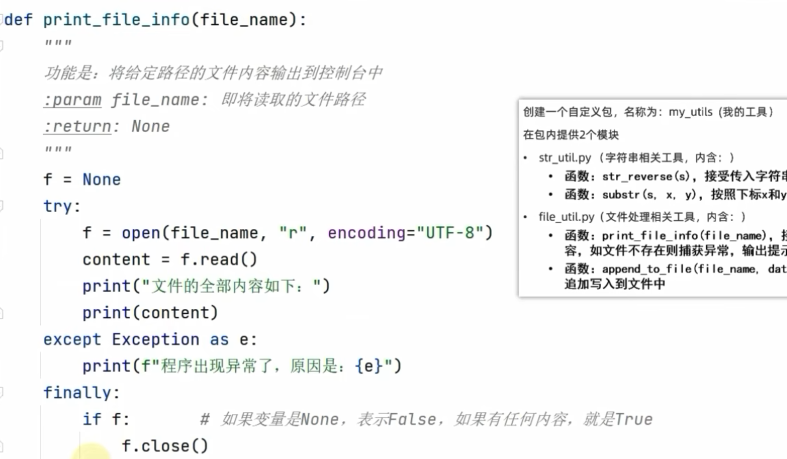 def print_file_info(file_name):
"""
功能是：将给定路径的文件内容输出到控制台中
:param file_name: 即将读取的文件路径
:return: None
"""
f = None
try:
f = open(file_name, "r", encoding="UTF-8")
content = f.read()
print("文件的全部内容如下：")
print(content)
except Exception as e:
print(f"程序出现异常了，原因是：{e}")
finally:
if f: # 如果变量是None，表示False，如果有任何内容，就是True
f.close()
创建一个自定义包，名称为：my_utils (我的工具）
在包内提供2个模块
• str_util.py（字符串相关工具，内含：）
• 函数：str_reverse(s)，接受传入字符串
• 函数：substr(s, x, y)，按照下标x和y
• file_util.py（文件处理相关工具，内含：）
• 函数：print_file_info(file_name)，接
容，如文件不存在则捕获异常，输出提示
• 函数：append_to_file(file_name, dat
追加写入到文件中